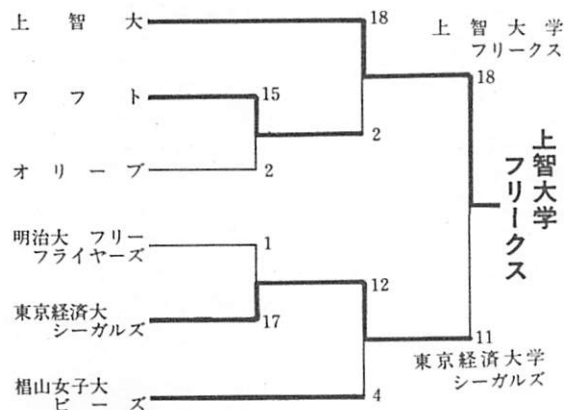 上智大
18
上智大学
フリークス
18
ワフト
15
2
オリーブ
2
上智大学
フリークス
明治大 フリー
フライヤーズ
1
12
東京経済大
シーガルズ
17
11
東京経済大学
シーガルズ
椙山女子大
ビーズ
4